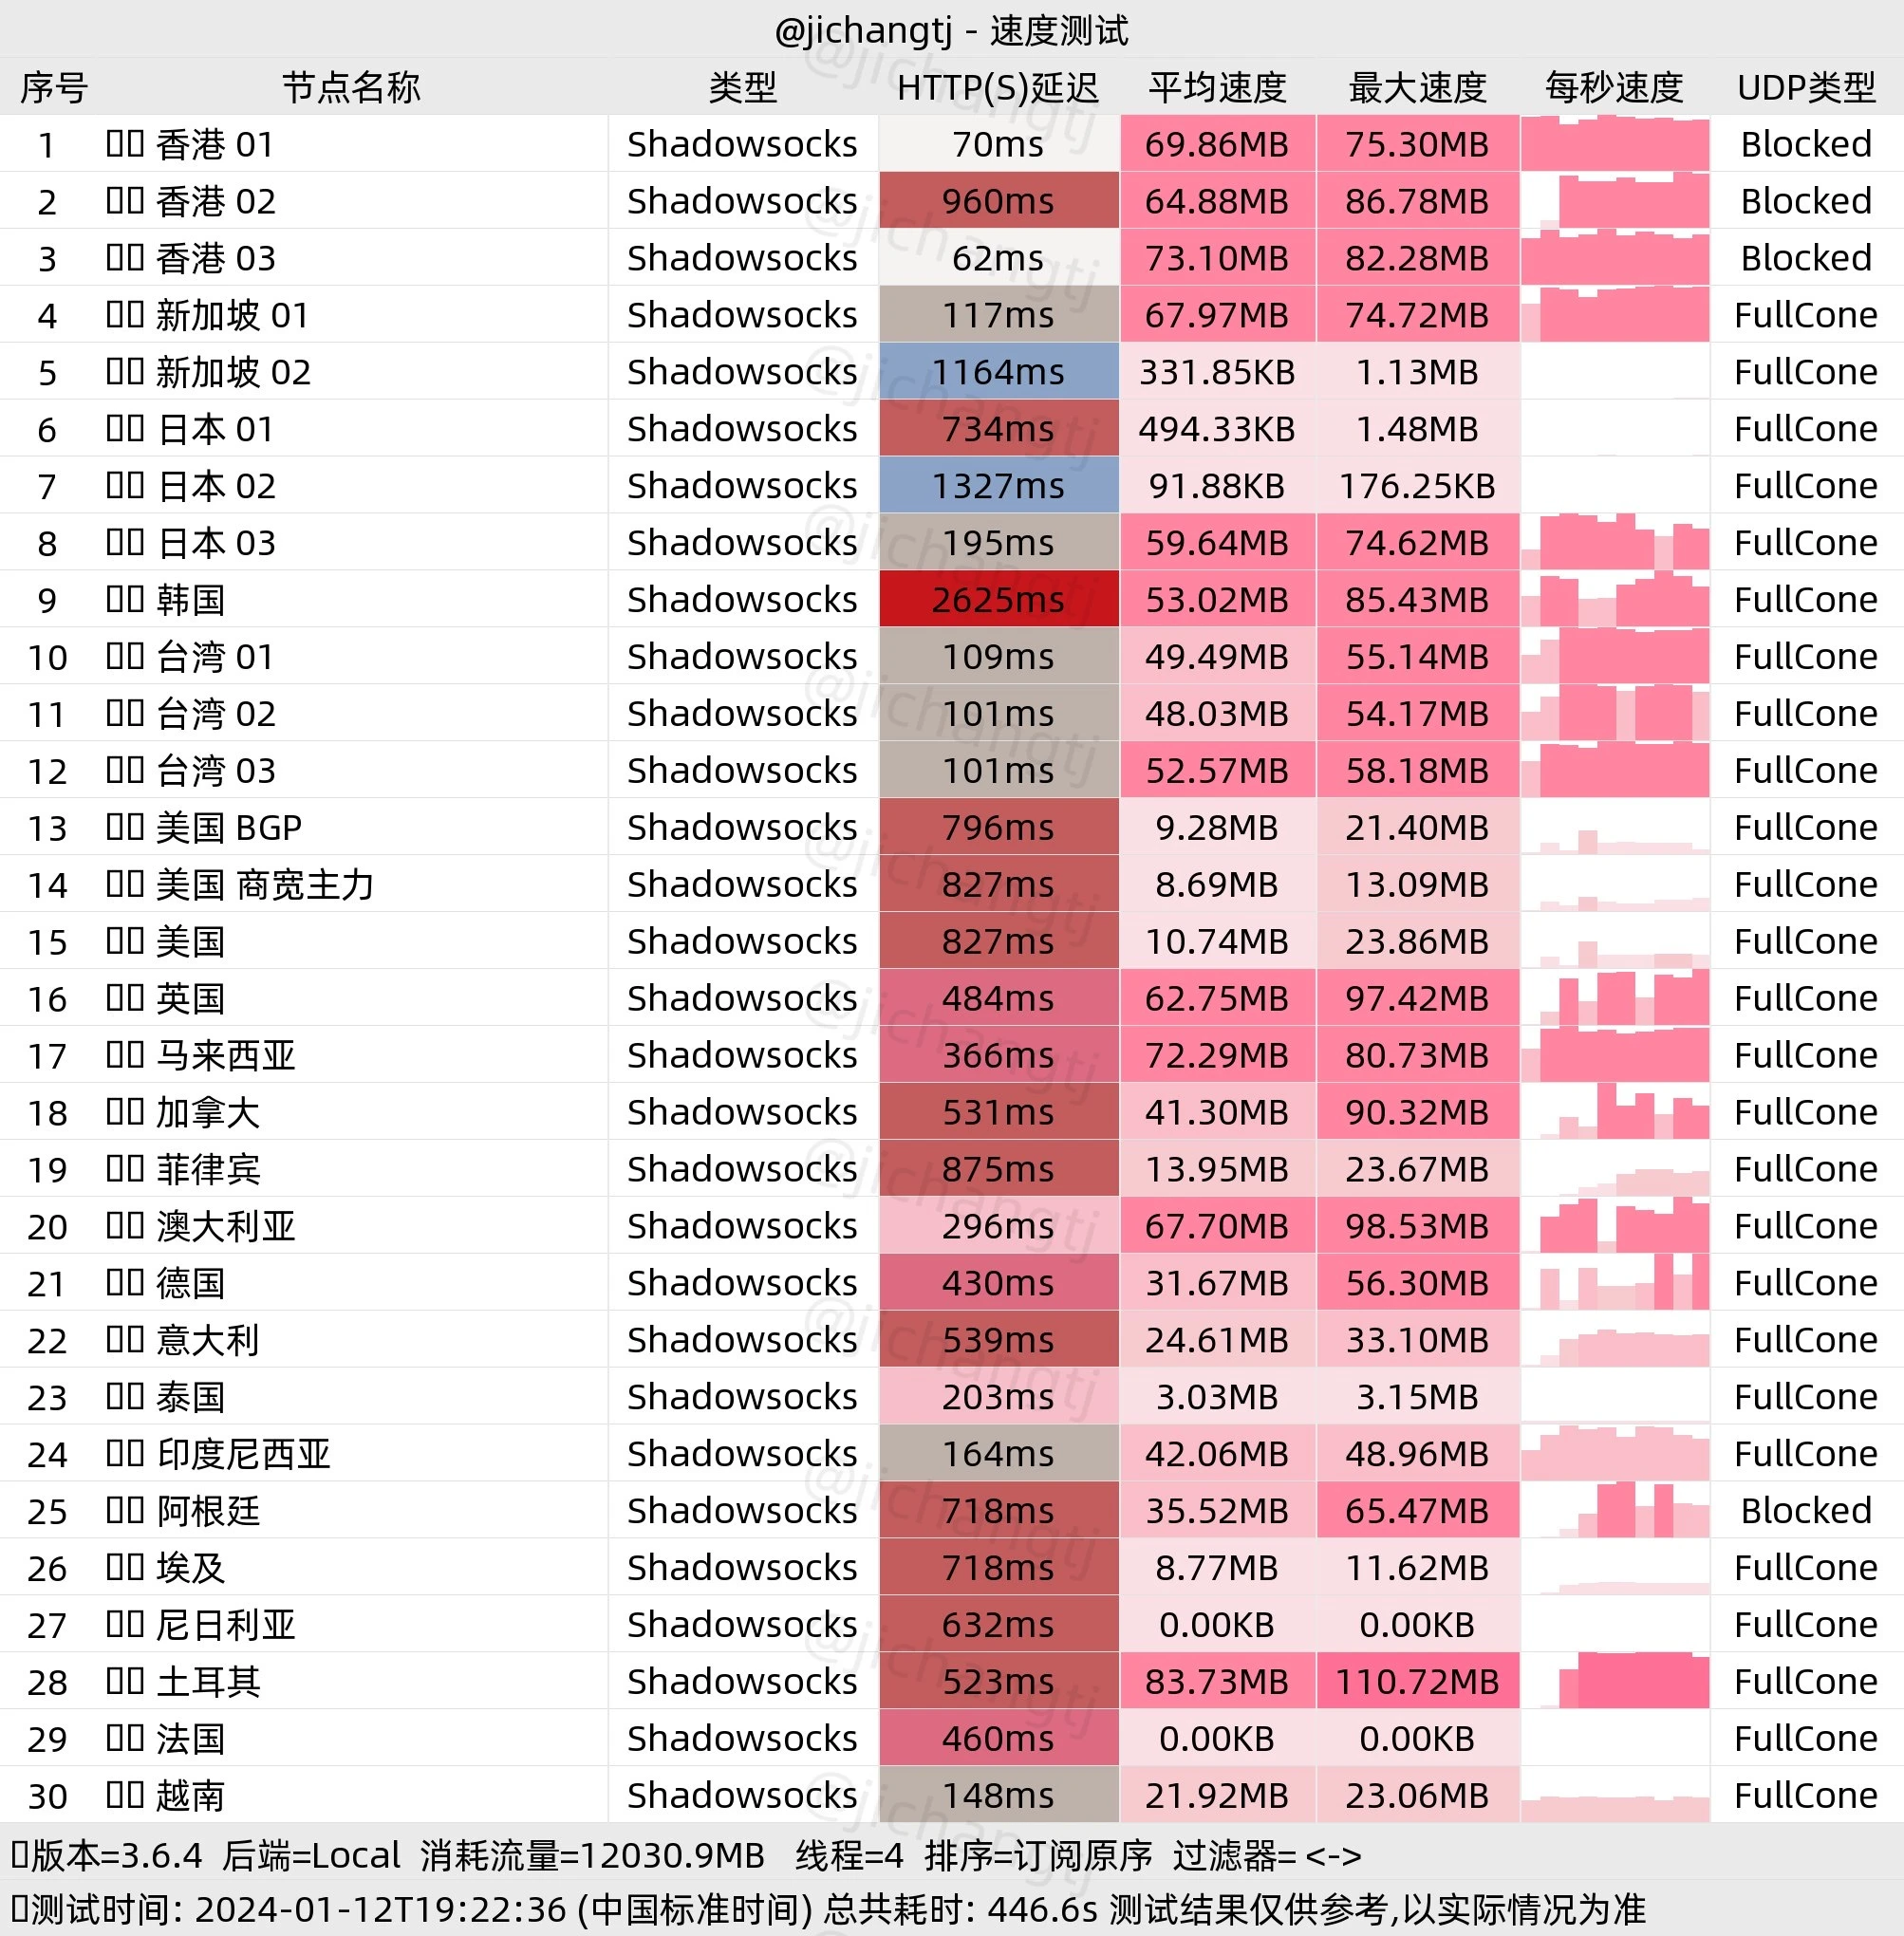 @jichangtj - 速度测试
序号 节点名称 类型 HTTP(S)延迟 平均速度 最大速度 每秒速度 UDP类型
1 香港 01 Shadowsocks 70ms 69.86MB 75.30MB Blocked
2 香港 02 Shadowsocks 960ms 64.88MB 86.78MB Blocked
3 香港 03 Shadowsocks 62ms 73.10MB 82.28MB Blocked
4 新加坡 01 Shadowsocks 117ms 67.97MB 74.72MB FullCone
5 新加坡 02 Shadowsocks 1164ms 331.85KB 1.13MB FullCone
6 日本 01 Shadowsocks 734ms 494.33KB 1.48MB FullCone
7 日本 02 Shadowsocks 1327ms 91.88KB 176.25KB FullCone
8 日本 03 Shadowsocks 195ms 59.64MB 74.62MB FullCone
9 韩国 Shadowsocks 2625ms 53.02MB 85.43MB FullCone
10 台湾 01 Shadowsocks 109ms 49.49MB 55.14MB FullCone
11 台湾 02 Shadowsocks 101ms 48.03MB 54.17MB FullCone
12 台湾 03 Shadowsocks 101ms 52.57MB 58.18MB FullCone
13 美国 BGP Shadowsocks 796ms 9.28MB 21.40MB FullCone
14 美国 商宽主力 Shadowsocks 827ms 8.69MB 13.09MB FullCone
15 美国 Shadowsocks 827ms 10.74MB 23.86MB FullCone
16 英国 Shadowsocks 484ms 62.75MB 97.42MB FullCone
17 马来西亚 Shadowsocks 366ms 72.29MB 80.73MB FullCone
18 加拿大 Shadowsocks 531ms 41.30MB 90.32MB FullCone
19 菲律宾 Shadowsocks 875ms 13.95MB 23.67MB FullCone
20 澳大利亚 Shadowsocks 296ms 67.70MB 98.53MB FullCone
21 德国 Shadowsocks 430ms 31.67MB 56.30MB FullCone
22 意大利 Shadowsocks 539ms 24.61MB 33.10MB FullCone
23 泰国 Shadowsocks 203ms 3.03MB 3.15MB FullCone
24 印度尼西亚 Shadowsocks 164ms 42.06MB 48.96MB FullCone
25 阿根廷 Shadowsocks 718ms 35.52MB 65.47MB Blocked
26 埃及 Shadowsocks 718ms 8.77MB 11.62MB FullCone
27 尼日利亚 Shadowsocks 632ms 0.00KB 0.00KB FullCone
28 土耳其 Shadowsocks 523ms 83.73MB 110.72MB FullCone
29 法国 Shadowsocks 460ms 0.00KB 0.00KB FullCone
30 越南 Shadowsocks 148ms 21.92MB 23.06MB FullCone
版本=3.6.4 后端=Local 消耗流量=12030.9MB 线程=4 排序=订阅原序 过滤器= <->
测试时间: 2024-01-12T19:22:36 (中国标准时间) 总共耗时: 446.6s 测试结果仅供参考,以实际情况为准